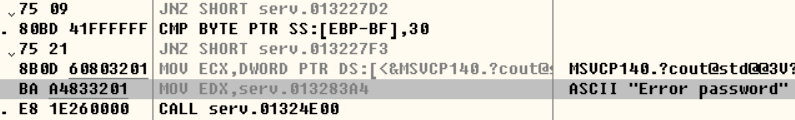 75 09 JNZ SHORT serv.013227D2
. 80BD 41FFFFFF CMP BYTE PTR SS:[EBP-BF],30
75 21 JNZ SHORT serv.013227F3
8B0D 60803201 MOV ECX,DWORD PTR DS:[<&MSVCP140.?cout@s MSVCP140.?cout@std@@3V?
BA A4833201 MOV EDX,serv.013283A4 ASCII "Error password"
. E8 1E260000 CALL serv.01324E00